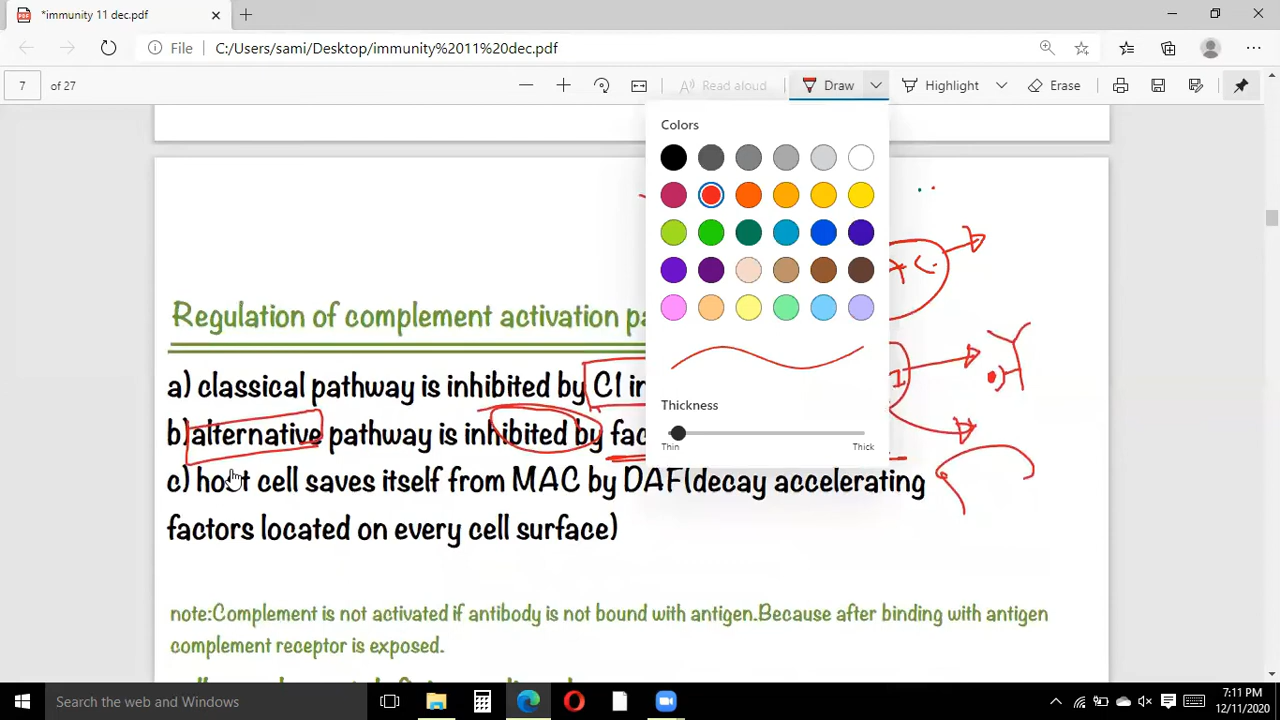 *immunity 11 dec.pdf
File C:/Users/sami/Desktop/immunity%2011%20dec.pdf
7 of 27 Read aloud Draw Highlight Erase
Colors
Regulation of complement activation pa
a) classical pathway is inhibited by C1 in
b)alternative pathway is inhibited by fac
Thickness
Thin Thick
c) host cell saves itself from MAC by DAF(decay accelerating
factors located on every cell surface)
note:Complement is not activated if antibody is not bound with antigen.Because after binding with antigen
complement receptor is exposed.
Search the web and Windows
7:11 PM
12/11/2020